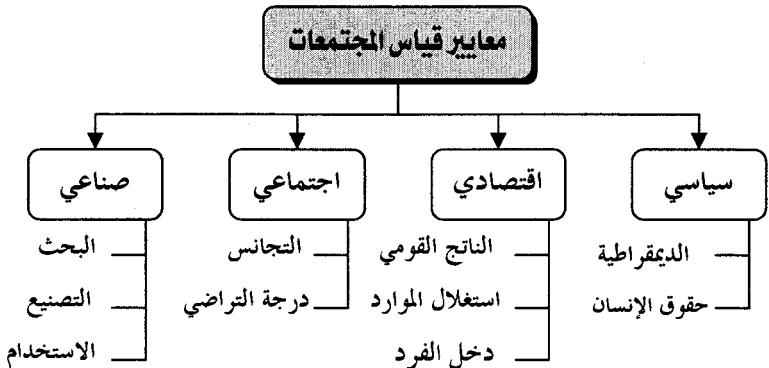 معايير قياس المجتمعات
سياسي
الديمقراطية
حقوق الإنسان
اقتصادي
الناتج القومي
استغلال الموارد
دخل الفرد
اجتماعي
التجانس
درجة التراضي
صناعي
البحث
التصنيع
الاستخدام